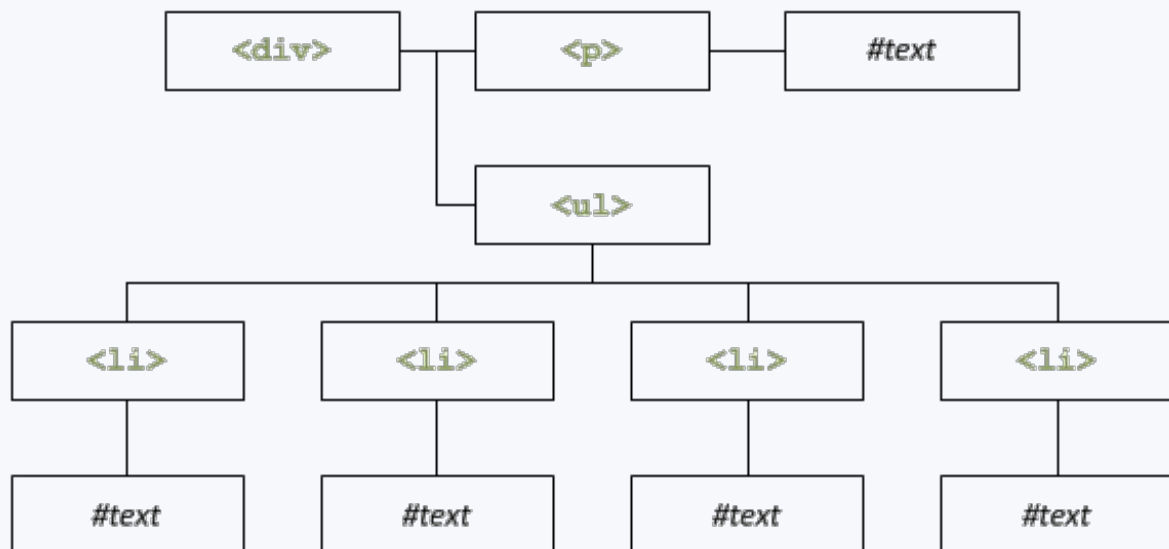 <div> <p> #text
<ul>
<li> <li> <li> <li>
#text #text #text #text